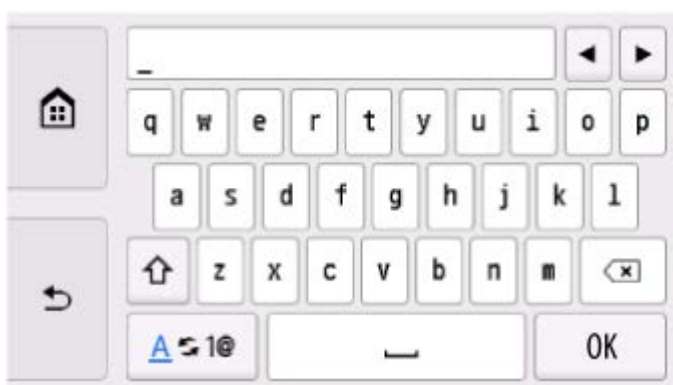 _
q w e r t y u i o p
a s d f g h j k l
z x c v b n m
A 1@ OK